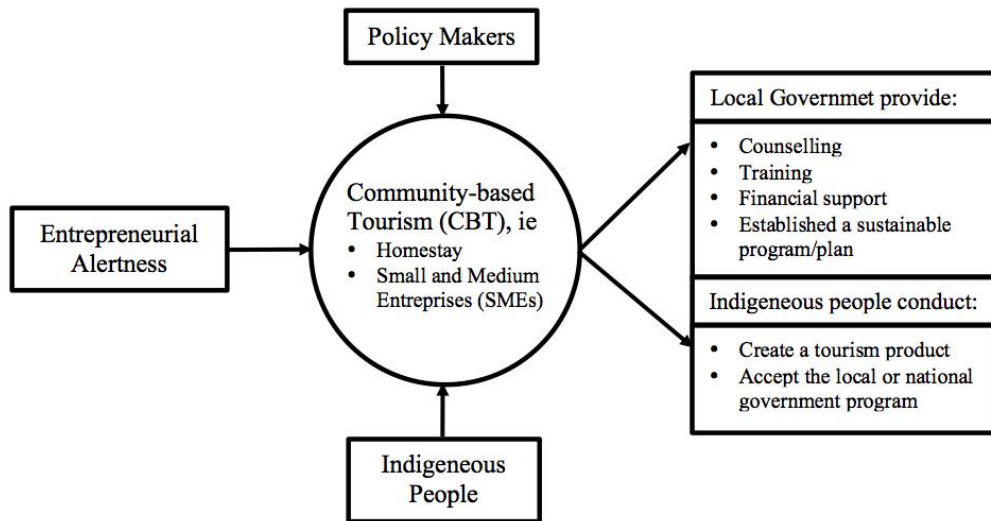 Policy Makers
Entrepreneurial
Alertness
Community-based
Tourism (CBT), ie
• Homestay
• Small and Medium
Entreprises (SMEs)
Indigeneous
People
Local Governmet provide:
• Counselling
• Training
• Financial support
• Established a sustainable
program/plan
Indigeneous people conduct:
• Create a tourism product
• Accept the local or national
government program